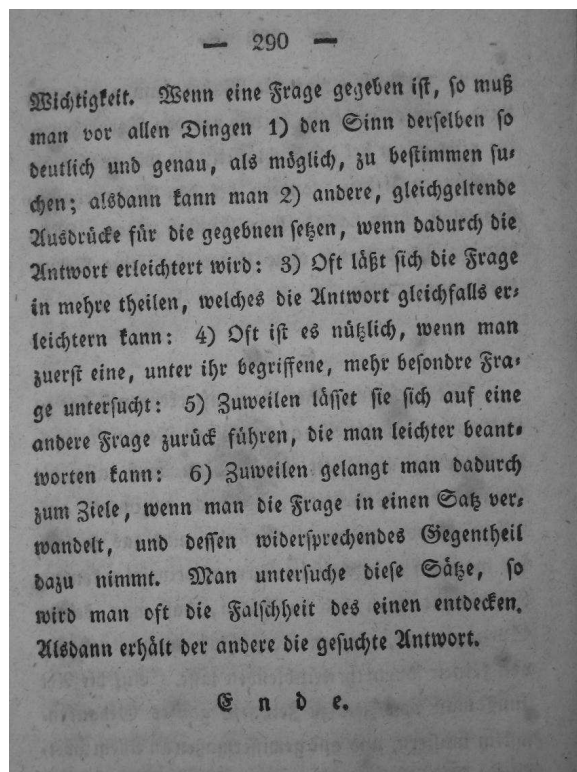 — 290 —
Wichtigkeit. Wenn eine Frage gegeben iſt, ſo muß
man vor allen Dingen 1) den Sinn derſelben ſo
deutlich und genau, als möglich, zu beſtimmen ſu⸗
chen; alsdann kann man 2) andere, gleichgeltende
Ausdrücke für die gegebnen ſetzen, wenn dadurch die
Antwort erleichtert wird: 3) Oft läßt ſich die Frage
in mehre theilen, welches die Antwort gleichfalls er⸗
leichtern kann: 4) Oft iſt es nützlich, wenn man
zuerſt eine, unter ihr begriffene, mehr beſondre Fra⸗
ge unterſucht: 5) Zuweilen läſſet ſie ſich auf eine
andere Frage zurück führen, die man leichter beant⸗
worten kann: 6) Zuweilen gelangt man dadurch
zum Ziele, wenn man die Frage in einen Satz ver⸗
wandelt, und deſſen widerſprechendes Gegentheil
dazu nimmt. Man unterſuche dieſe Sätze, ſo
wird man oft die Falſchheit des einen entdecken.
Alsdann erhält der andere die geſuchte Antwort.
Ende.